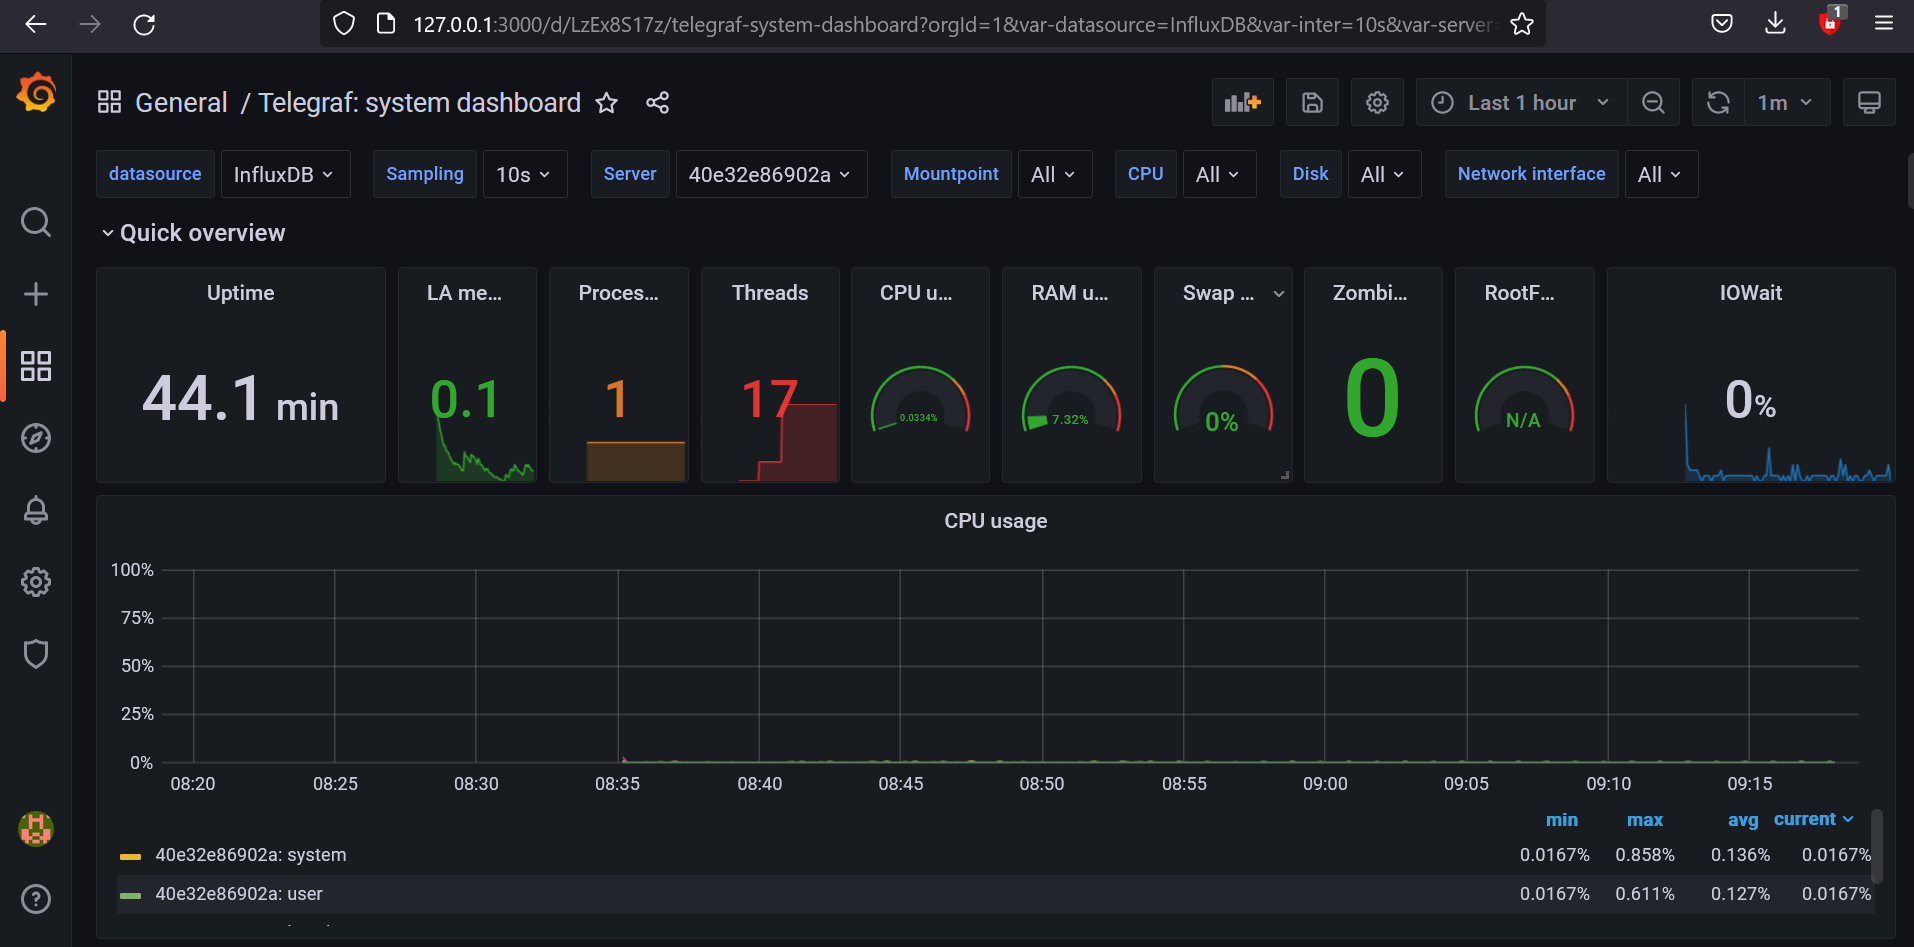 127.0.0.1:3000/d/LzEx8S17z/telegraf-system-dashboard?orgId=1&var-datasource=InfluxDB&var-inter=10s&var-server
1
General / Telegraf: system dashboard
Last 1 hour
1m
datasource InfluxDB Sampling 10s Server 40e32e86902a Mountpoint All CPU All Disk All Network interface All
Quick overview
Uptime LA me... Proces... Threads CPU u... RAM u... Swap ... Zombi... RootF... IOWait
44.1 min 0.1 1 17 0.0334% 7.32% 0% 0 N/A 0%
CPU usage
100%
75%
50%
25%
0%
08:20 08:25 08:30 08:35 08:40 08:45 08:50 08:55 09:00 09:05 09:10 09:15
min max avg current
40e32e86902a: system 0.0167% 0.858% 0.136% 0.0167%
40e32e86902a: user 0.0167% 0.611% 0.127% 0.0167%